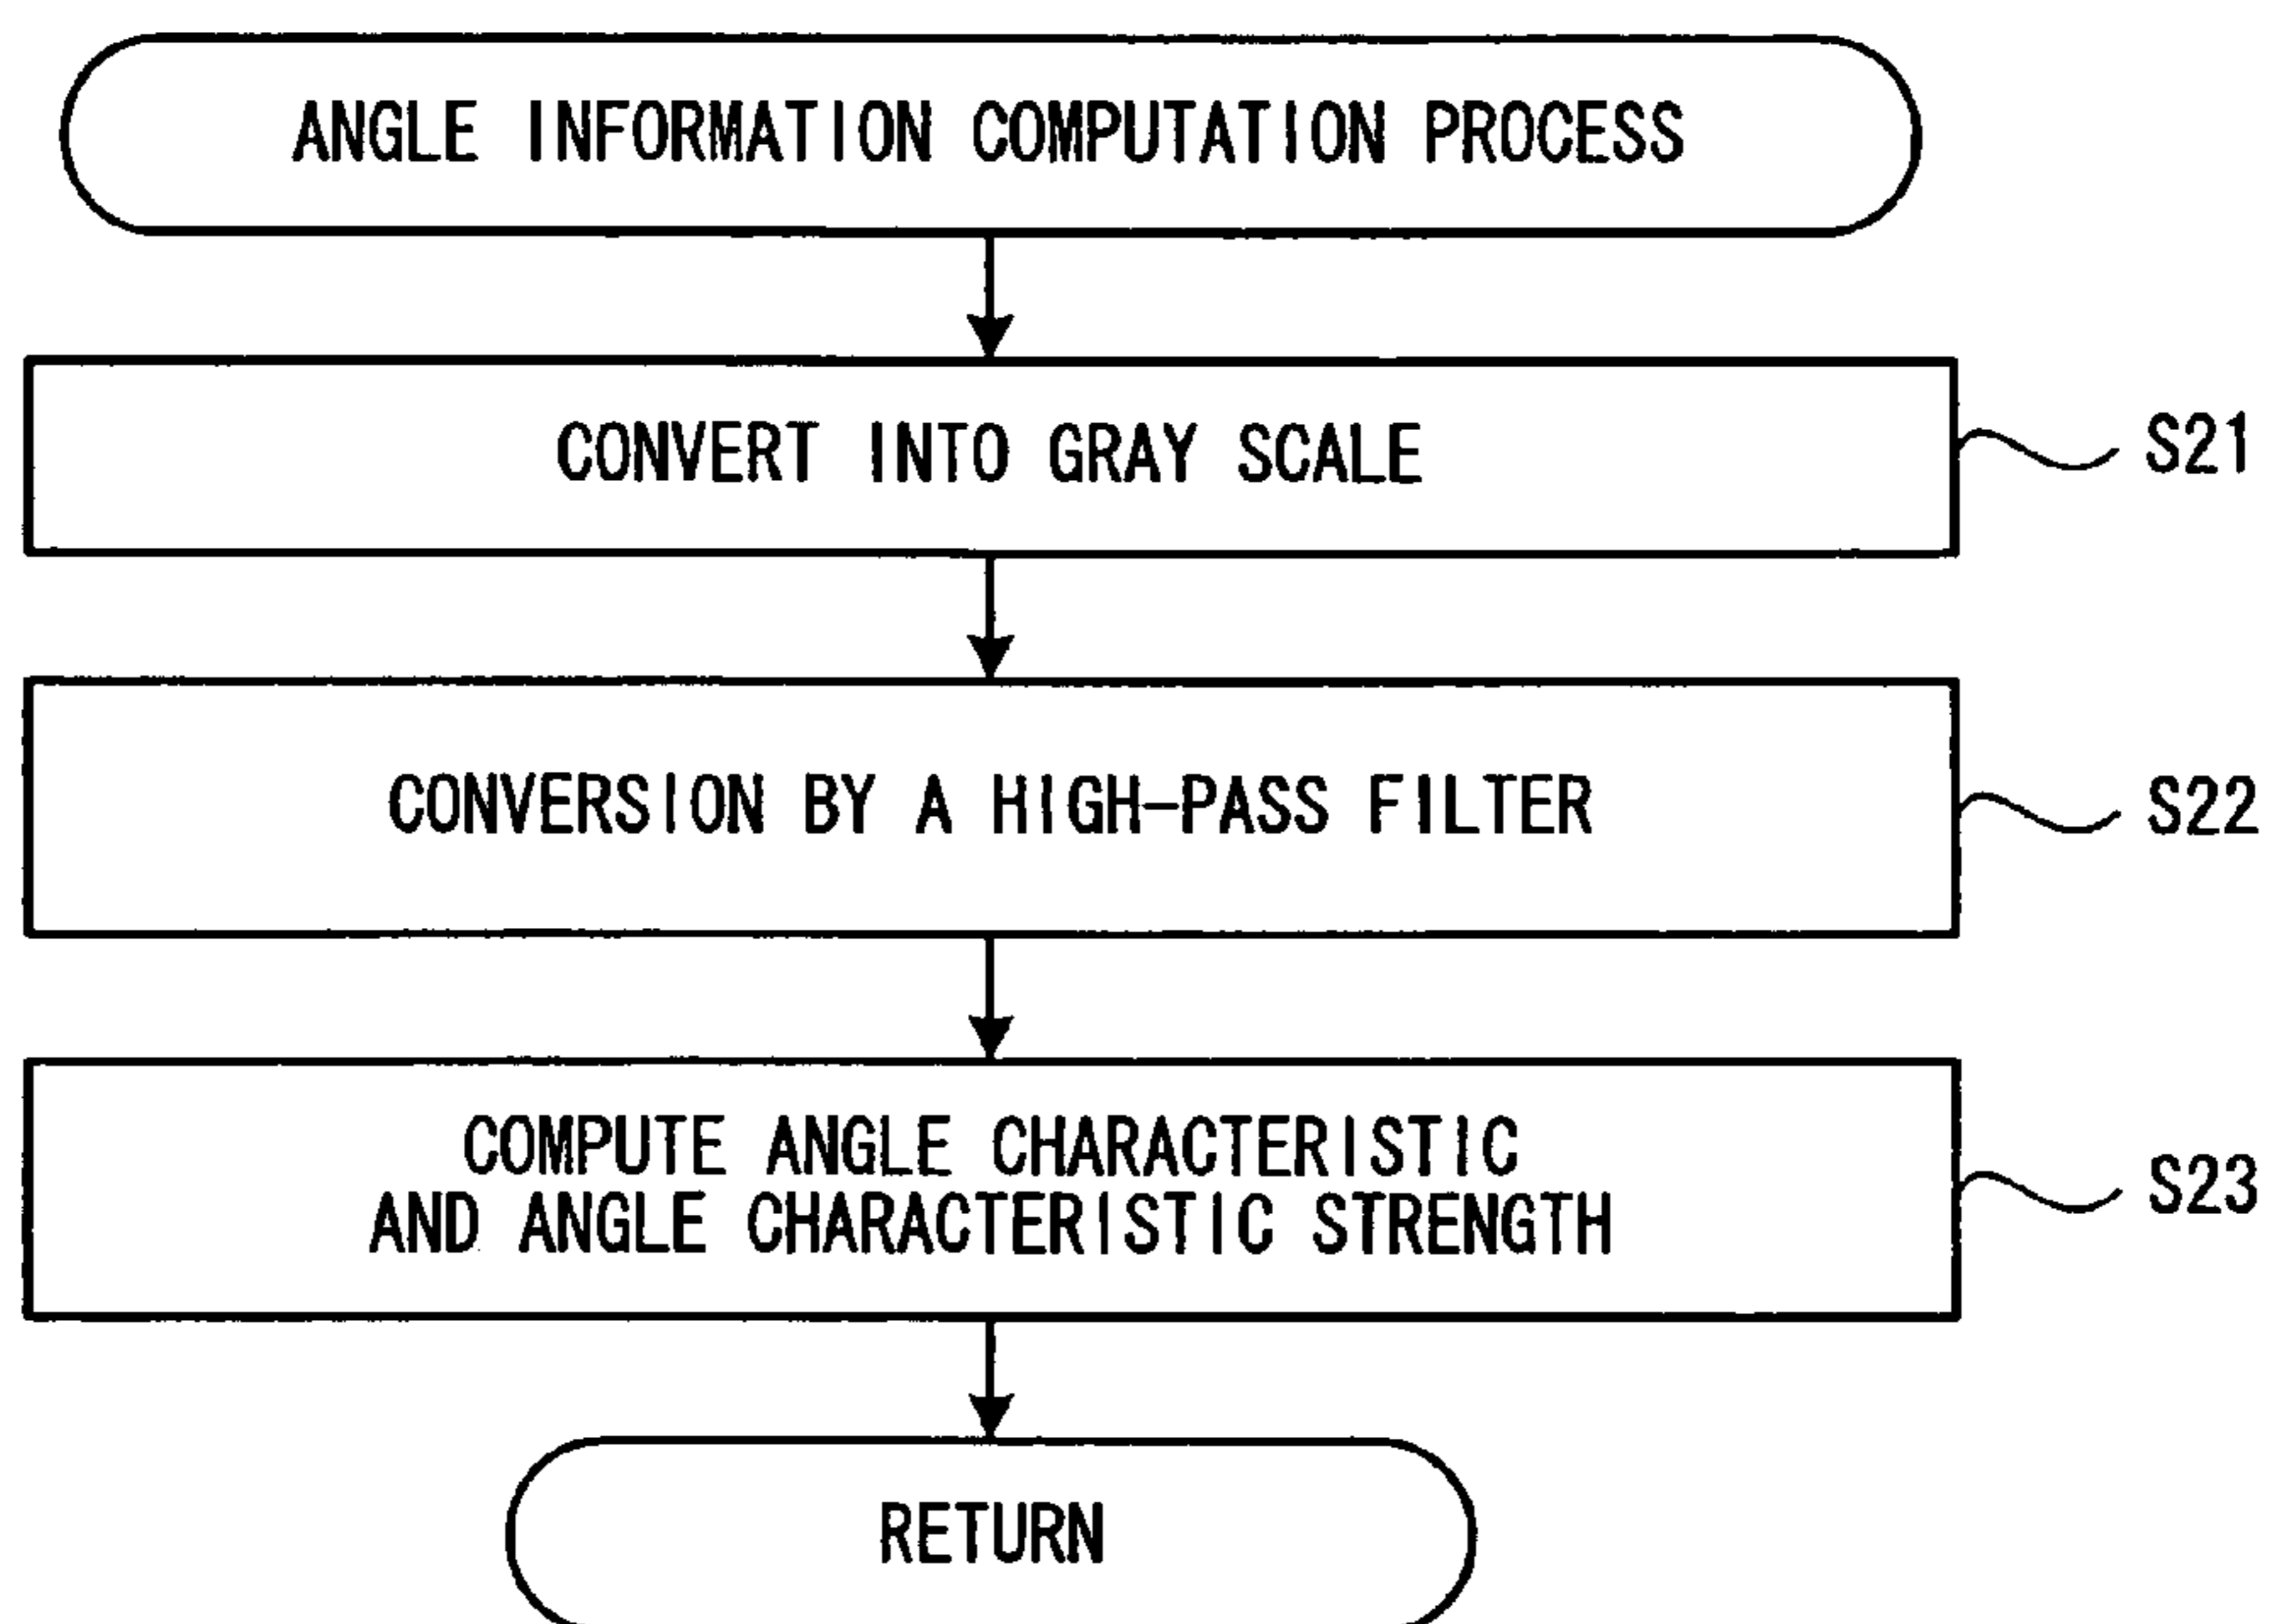 ANGLE INFORMATION COMPUTATION PROCESS
CONVERT INTO GRAY SCALE
S21
CONVERSION BY A HIGH-PASS FILTER
S22
COMPUTE ANGLE CHARACTERISTIC
AND ANGLE CHARACTERISTIC STRENGTH
S23
RETURN